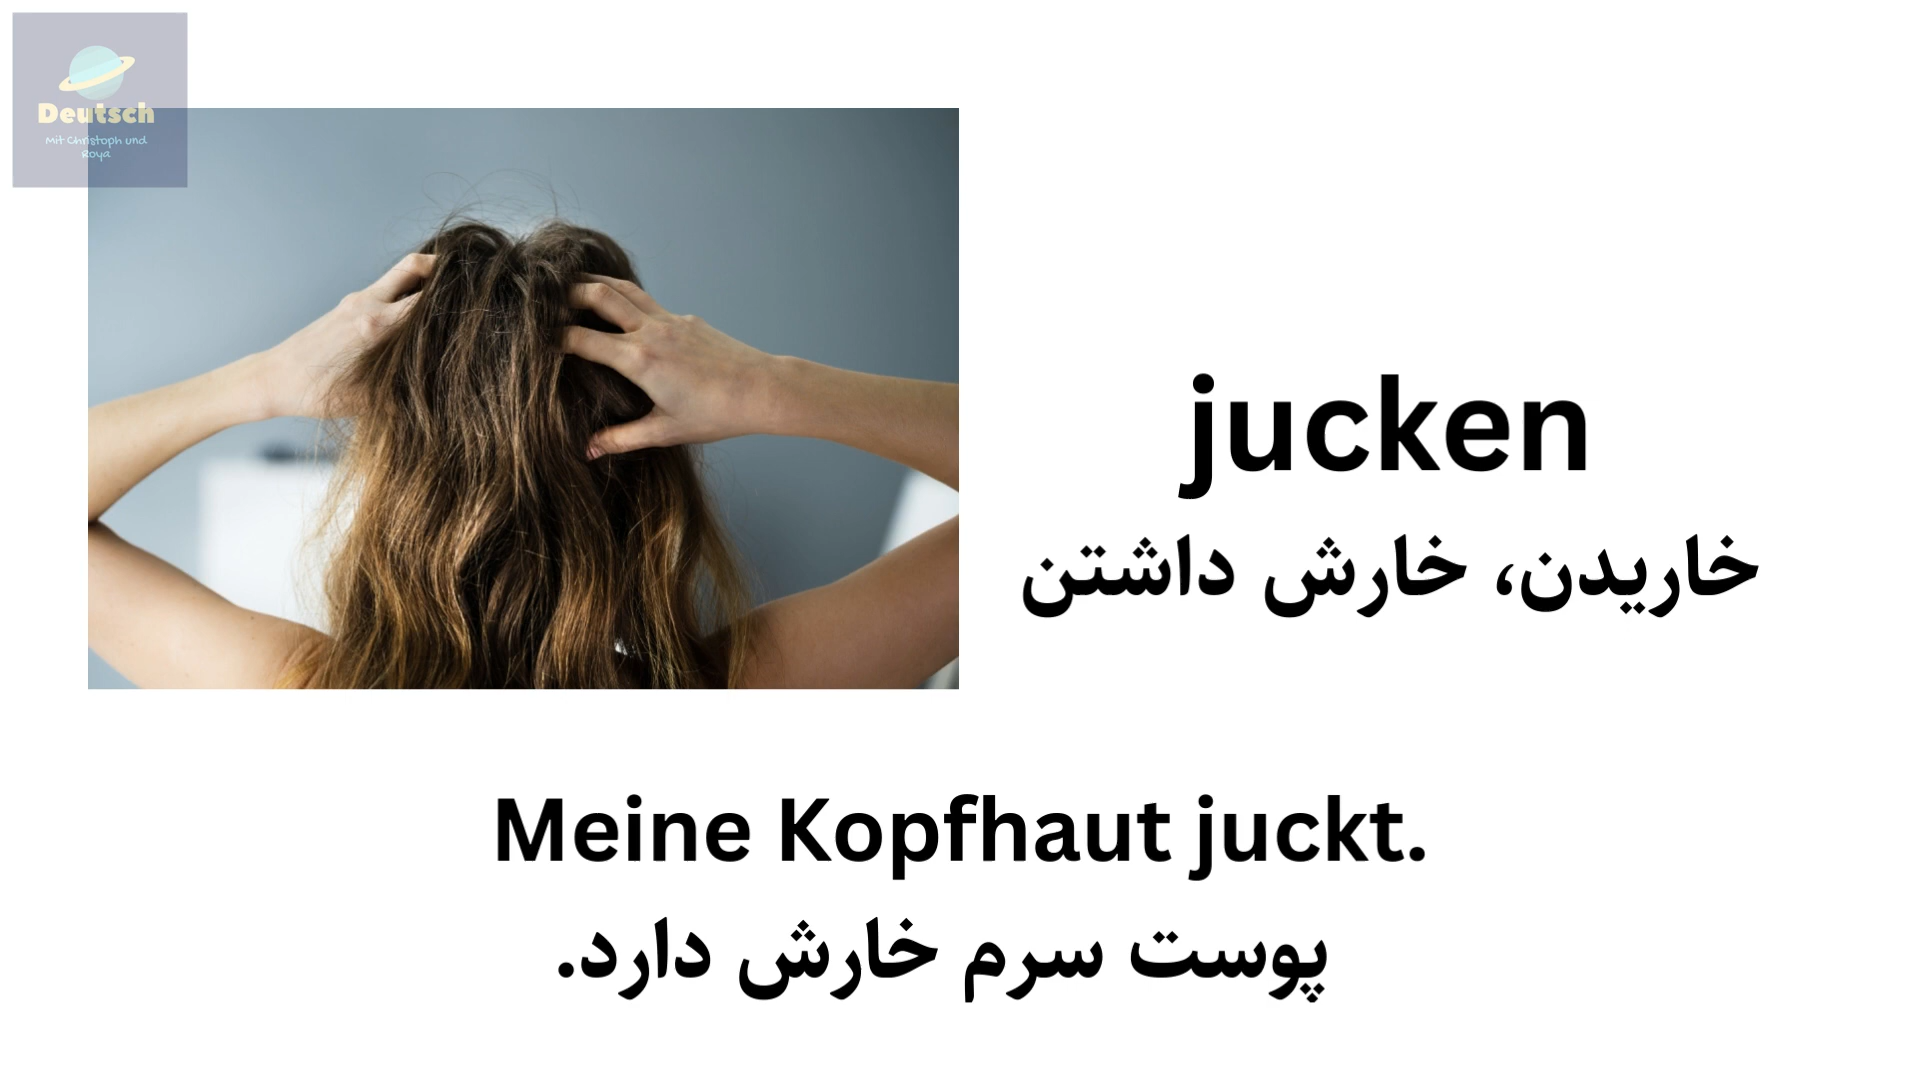 Deutsch
Mit Christoph und
Roya
jucken
خاریدن، خارش داشتن
Meine Kopfhaut juckt.
پوست سرم خارش دارد.